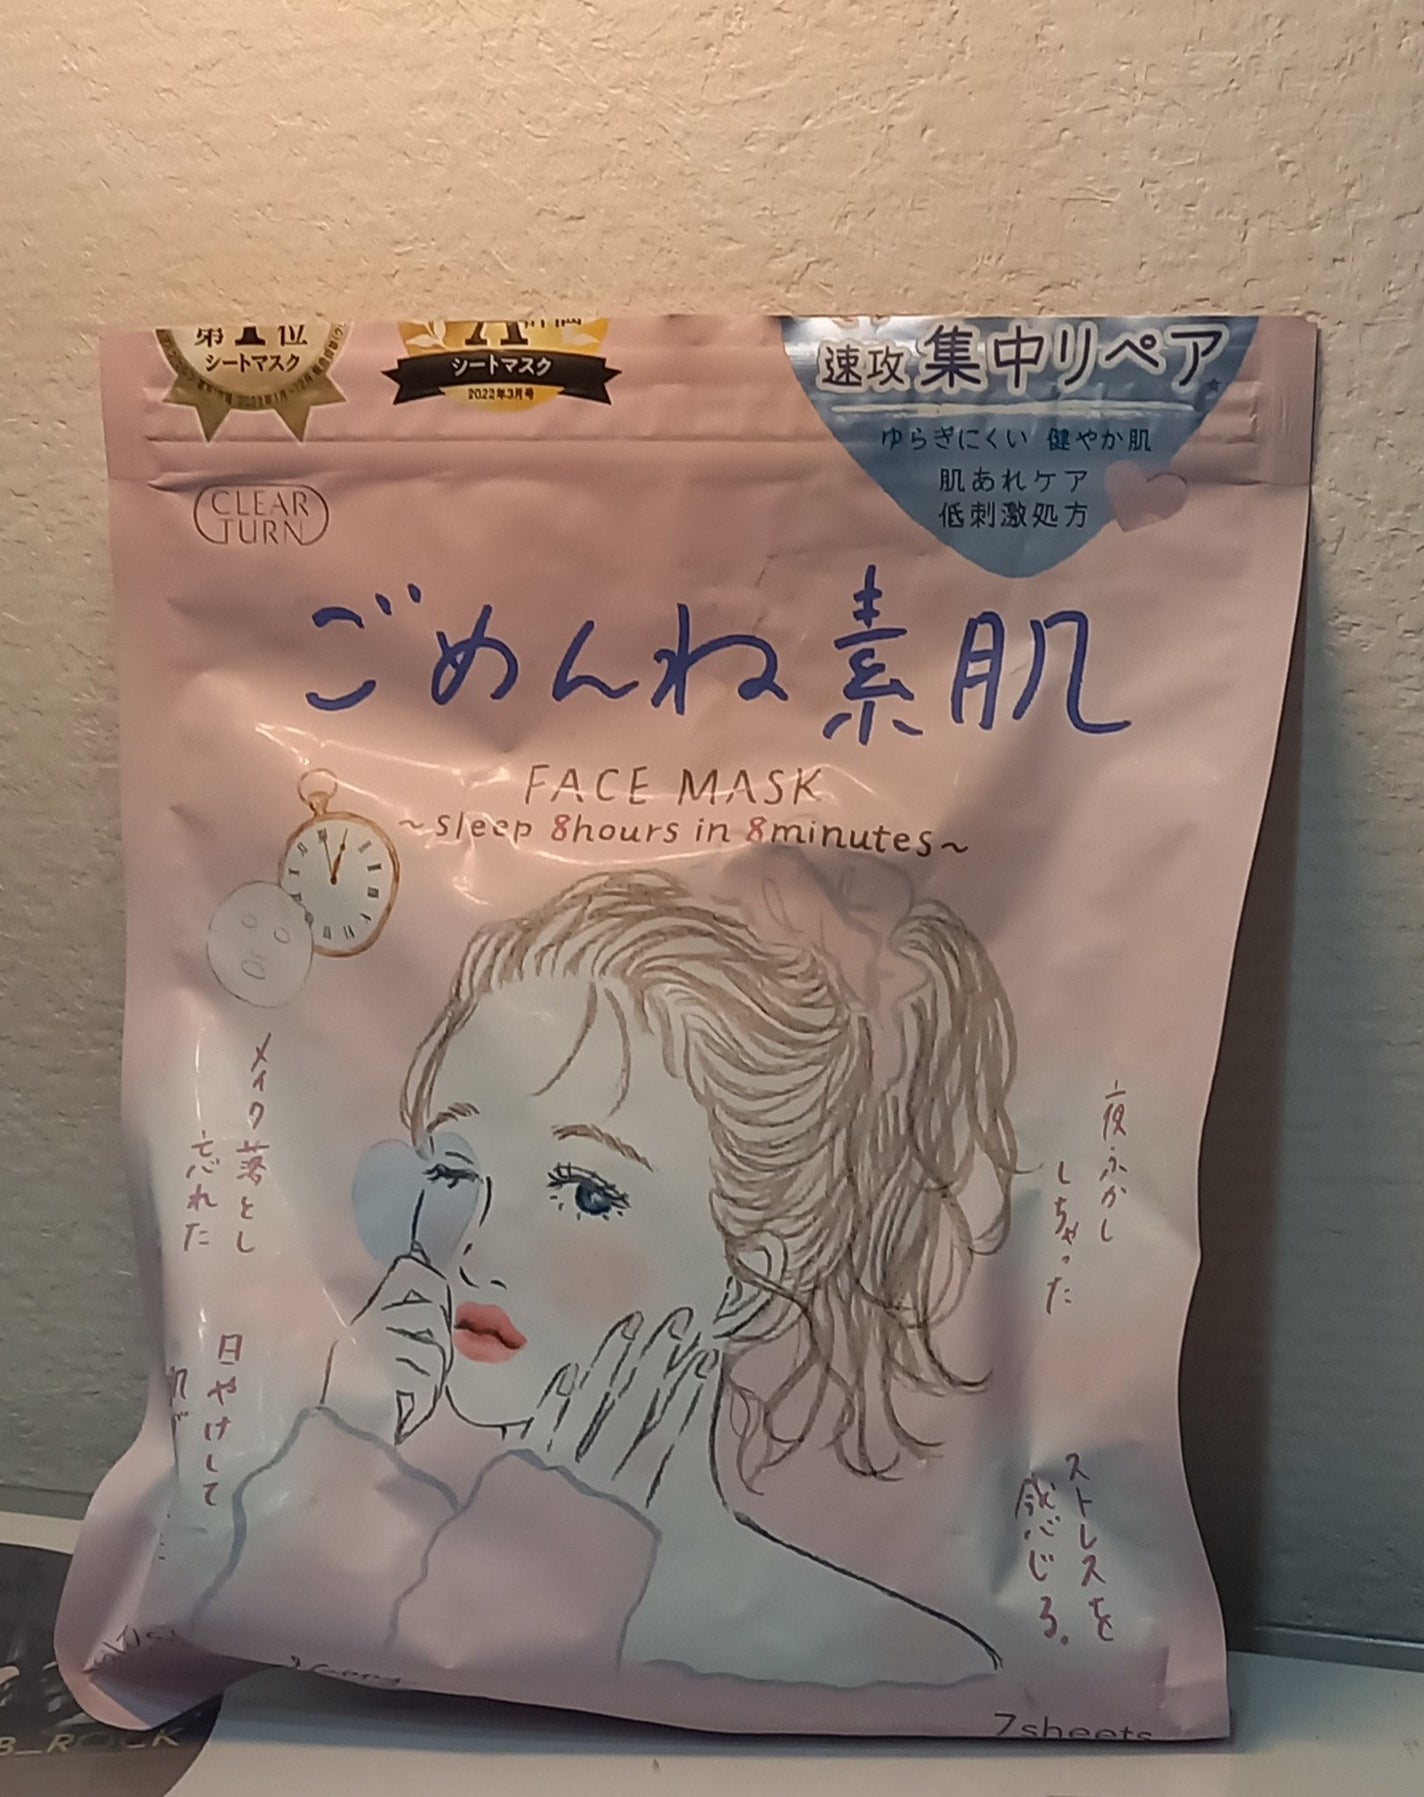 第1位
シートマスク
シートマスク
2022年3月号
速攻 集中リペア
ゆらぎにくい 健やか肌
肌あれケア
低刺激処方
CLEAR
TURN
ごめんね素肌
FACE MASK
~sleep 8hours in 8minutes~
メイク落とし
忘れた
夜ふかし
しちゃった
日やけして
肌が
ストレスを
感じる。
7sheets